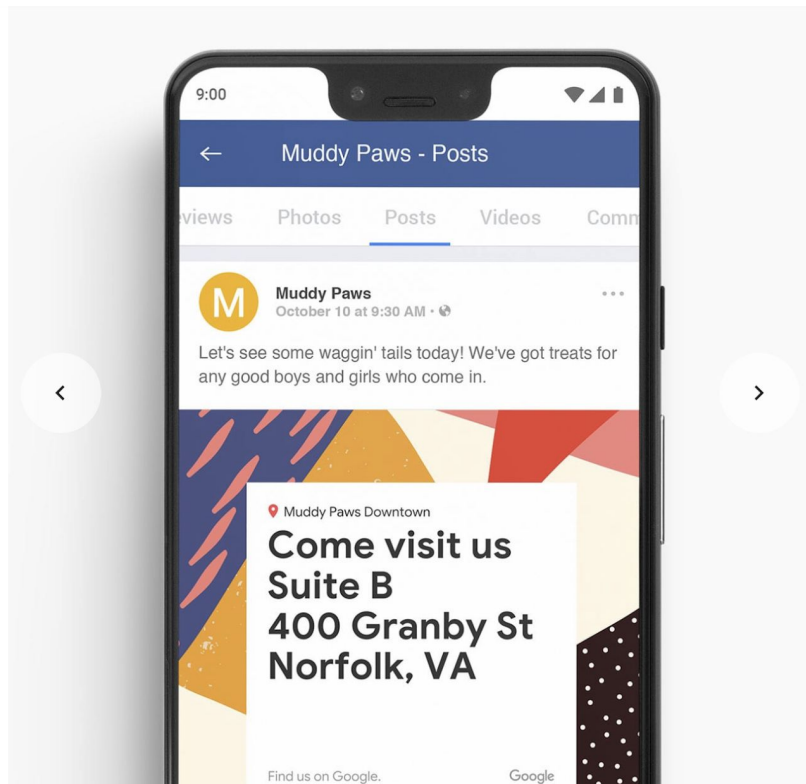 9:00
Muddy Paws - Posts
views Photos Posts Videos Comm
M
Muddy Paws
October 10 at 9:30 AM •
Let's see some waggin' tails today! We've got treats for
any good boys and girls who come in.
Muddy Paws Downtown
Come visit us
Suite B
400 Granby St
Norfolk, VA
Find us on Google. Google